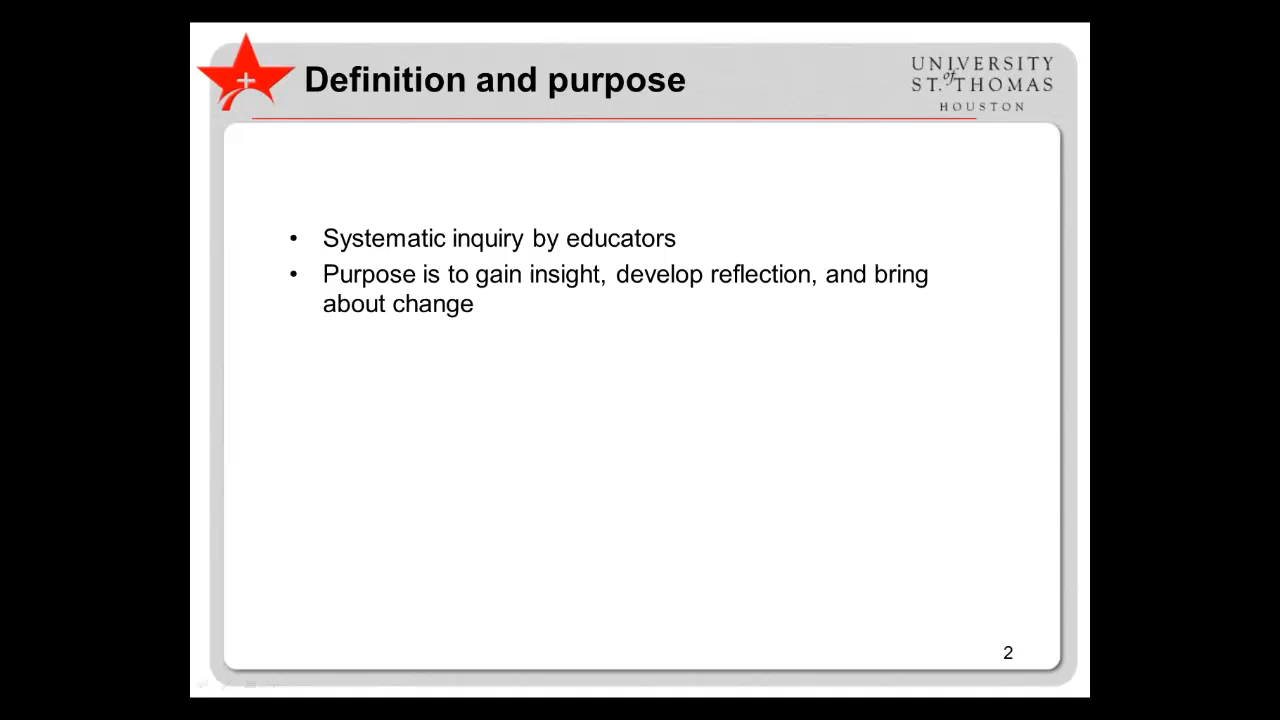 Definition and purpose
UNIVERSITY
of
ST. THOMAS
HOUSTON
• Systematic inquiry by educators
• Purpose is to gain insight, develop reflection, and bring
about change
2